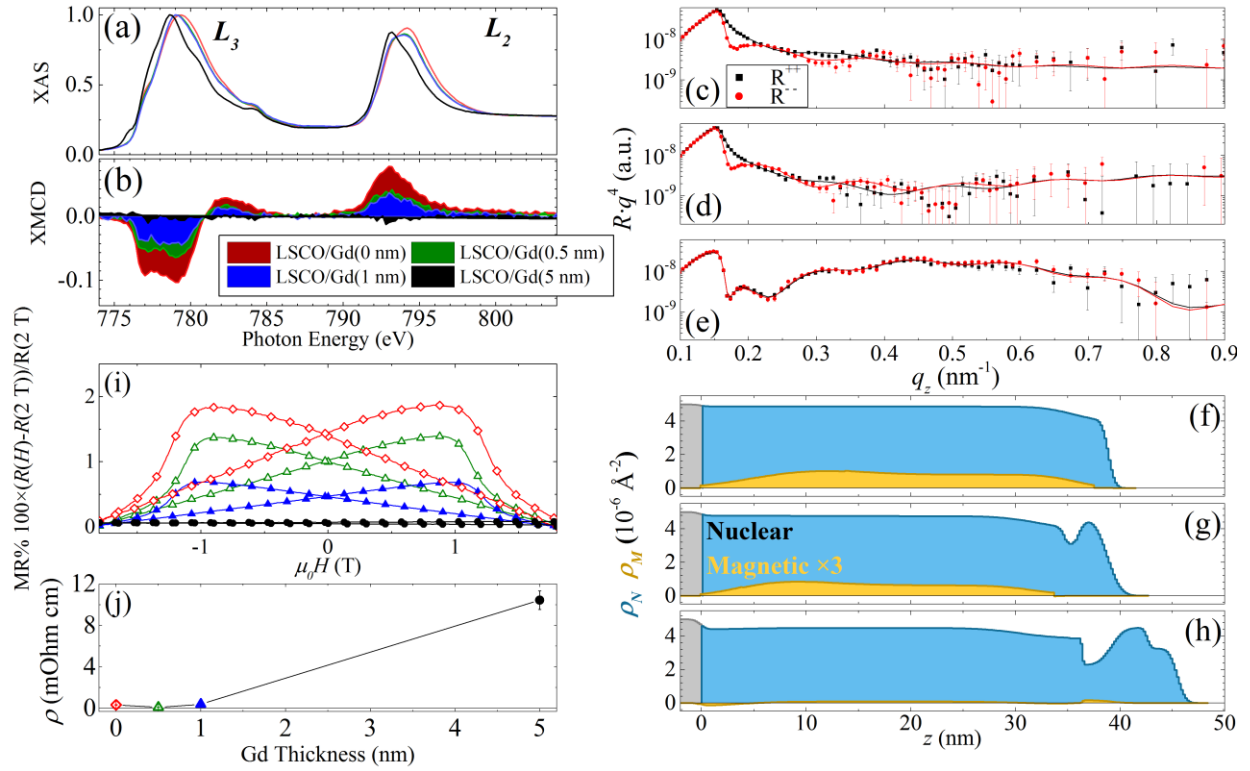 (a)
L3
L2
XAS
1.0
0.5
0.0
(b)
XMCD
0.0
-0.1
LSCO/Gd(0 nm) LSCO/Gd(0.5 nm)
LSCO/Gd(1 nm) LSCO/Gd(5 nm)
775 780 785 790 795 800
Photon Energy (eV)
MR% 100×(R(H)-R(2 T))/R(2 T)
(i)
2
1
0
-1 0 1
μ0H (T)
(j)
ρ (mOhm cm)
12
8
4
0
0 1 2 3 4 5
Gd Thickness (nm)
R·q⁴ (a.u.)
10⁻⁸
10⁻⁹
(c)
R⁺⁺
R⁻⁻
10⁻⁸
10⁻⁹
(d)
10⁻⁸
10⁻⁹
(e)
0.1 0.2 0.3 0.4 0.5 0.6 0.7 0.8 0.9
qz (nm⁻¹)
ρN ρM (10⁻⁶ Å⁻²)
4
2
0
(f)
4
2
0
Nuclear
Magnetic ×3
(g)
4
2
0
(h)
0 10 20 30 40 50
z (nm)